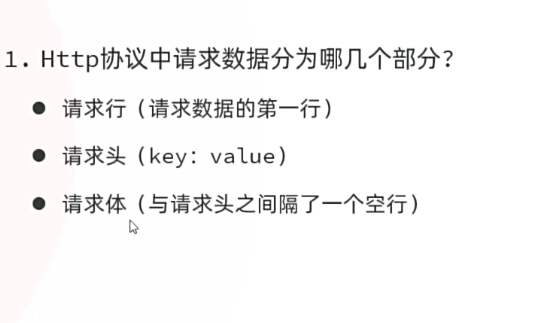 1. Http协议中请求数据分为哪几个部分?
● 请求行 (请求数据的第一行)
● 请求头 (key: value)
● 请求体 (与请求头之间隔了一个空行)